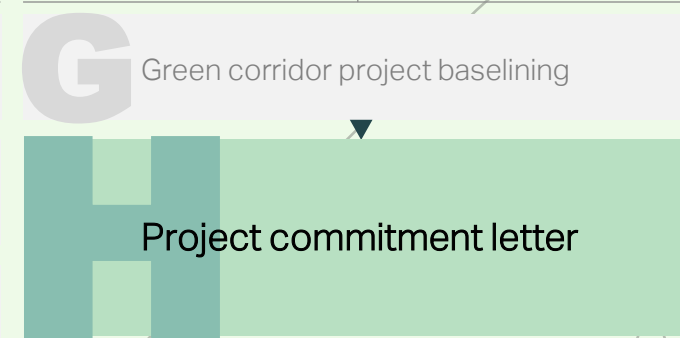 G
Green corridor project baselining
H
Project commitment letter